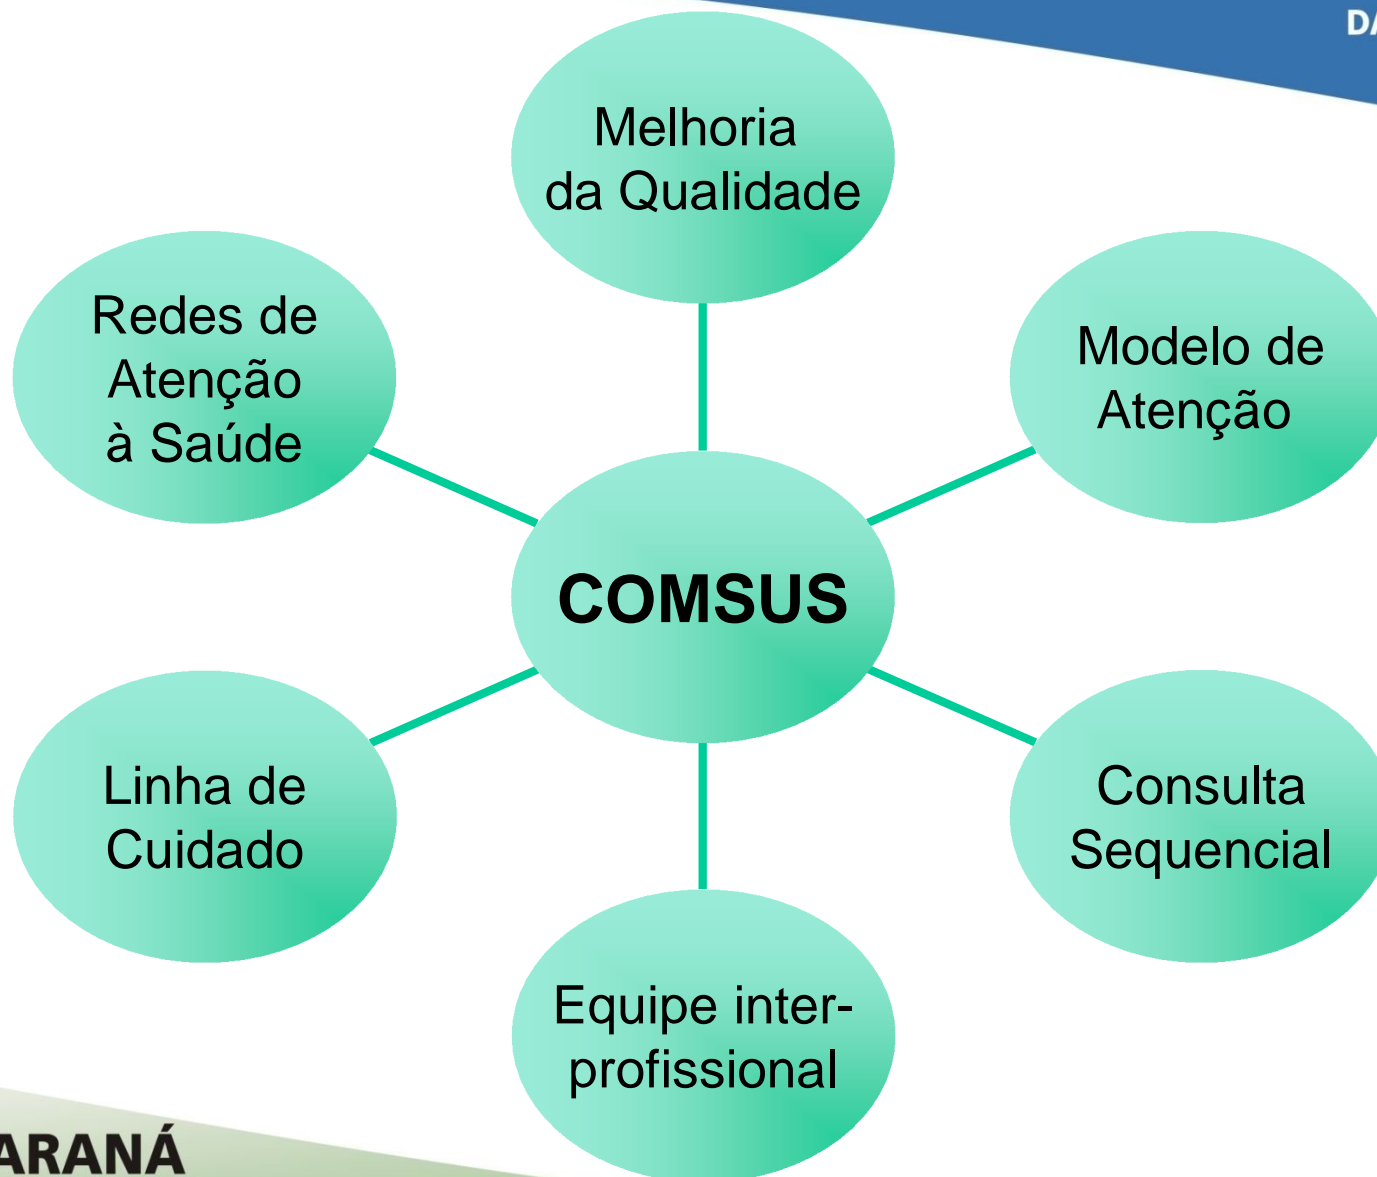 DA
Melhoria
da Qualidade
Redes de
Atenção
à Saúde
Modelo de
Atenção
COMSUS
Linha de
Cuidado
Consulta
Sequencial
Equipe inter-
profissional
ARANÁ